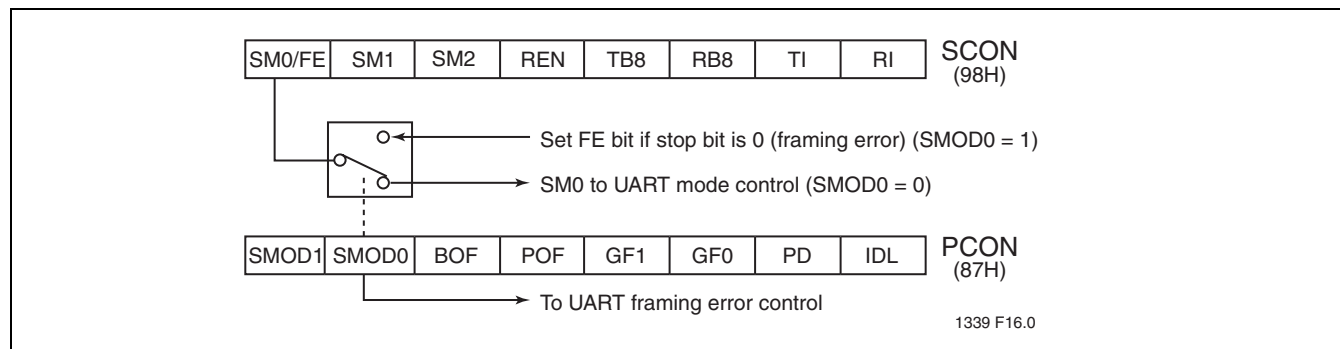 SM0/FE SM1 SM2 REN TB8 RB8 TI RI SCON
(98H)
Set FE bit if stop bit is 0 (framing error) (SMOD0 = 1)
SM0 to UART mode control (SMOD0 = 0)
SMOD1 SMOD0 BOF POF GF1 GF0 PD IDL PCON
(87H)
To UART framing error control
1339 F16.0